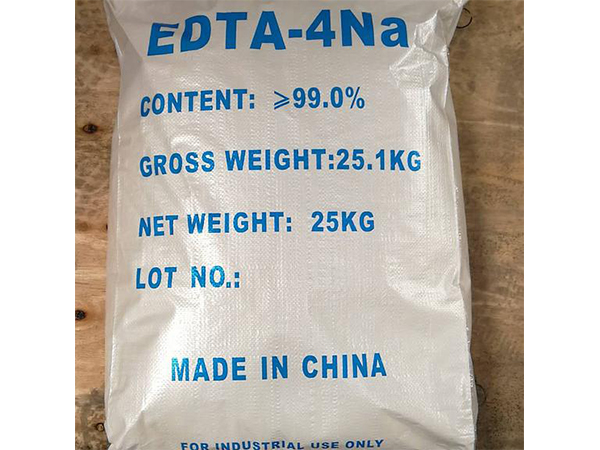 EDTA-4Na
CONTENT: ≥99.0%
GROSS WEIGHT:25.1KG
NET WEIGHT: 25KG
LOT NO.:
MADE IN CHINA
FOR INDUSTRIAL USE ONLY